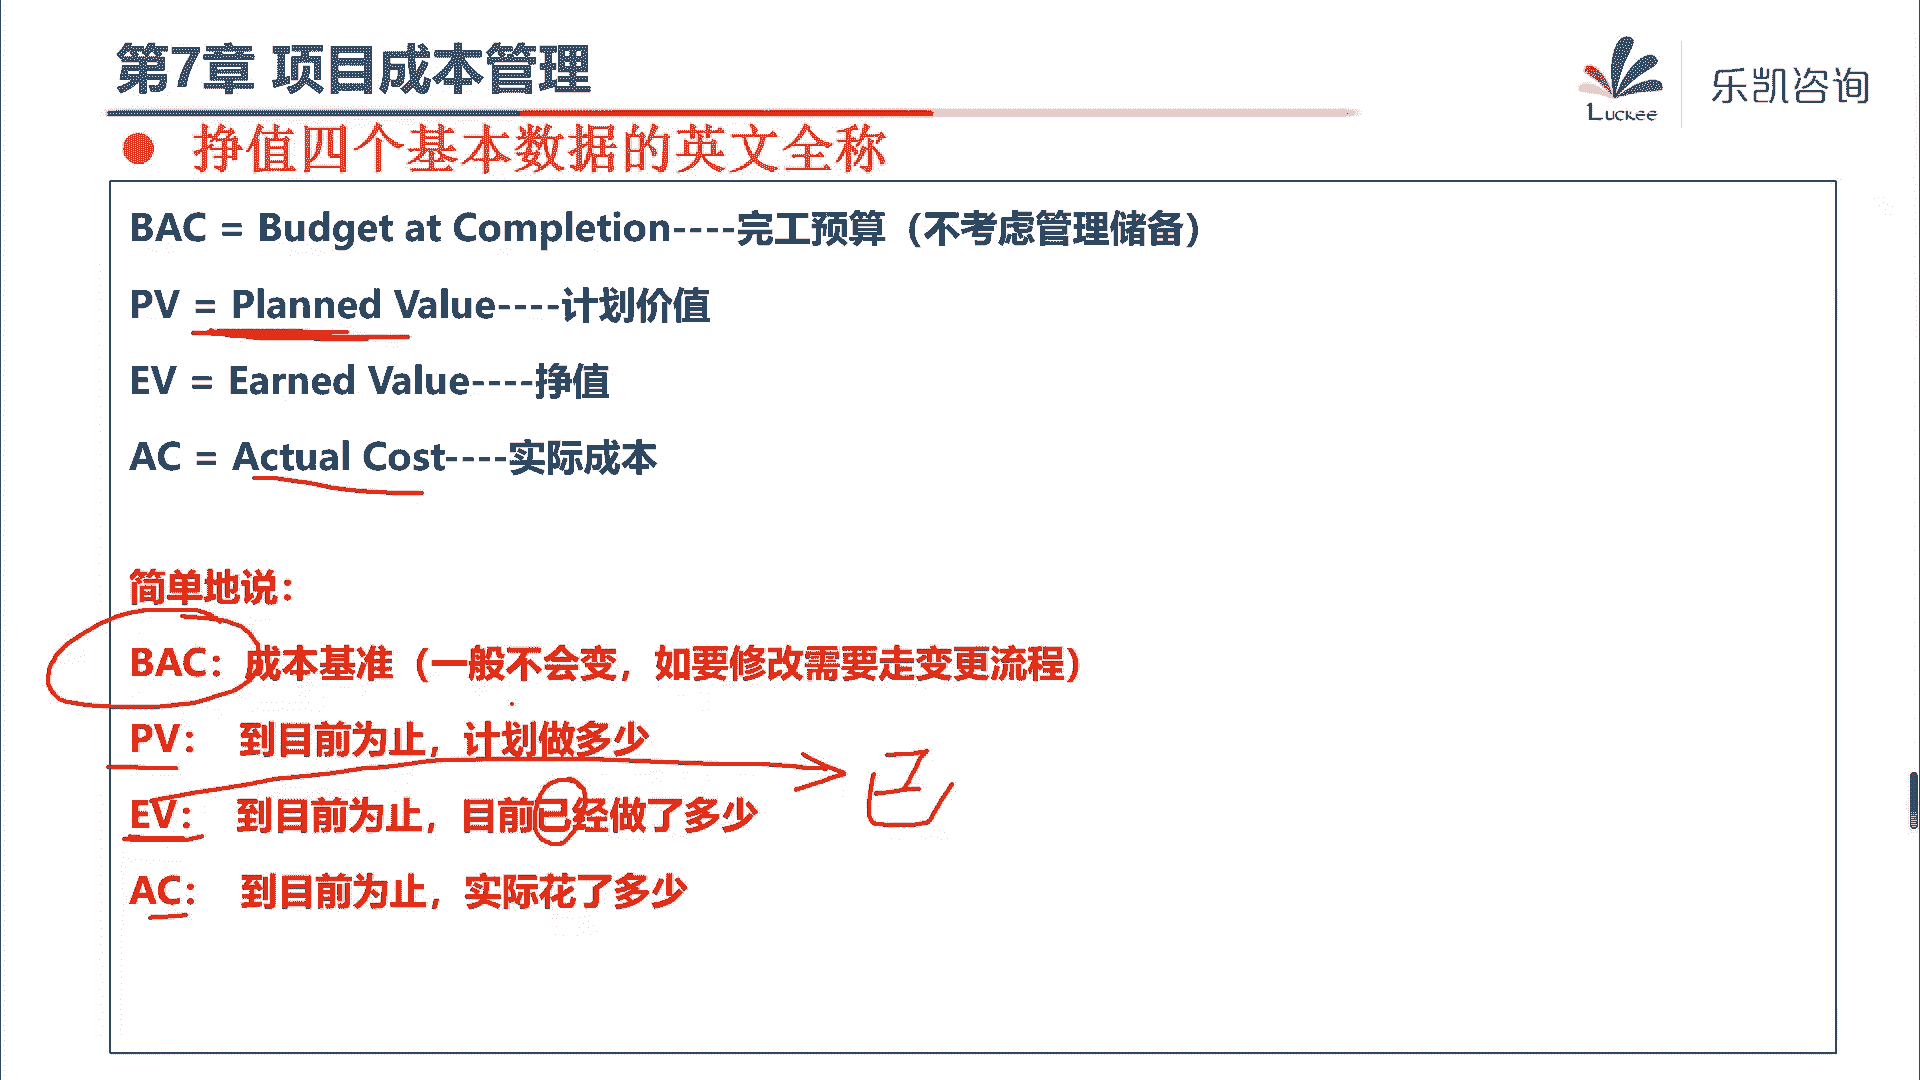 第7章 项目成本管理
Luckee
乐凯咨询
挣值四个基本数据的英文全称
BAC = Budget at Completion----完工预算（不考虑管理储备）
PV = Planned Value----计划价值
EV = Earned Value----挣值
AC = Actual Cost----实际成本
简单地说：
BAC：成本基准（一般不会变，如要修改需要走变更流程）
PV： 到目前为止，计划做多少
EV： 到目前为止，目前已经做了多少
已
AC： 到目前为止，实际花了多少